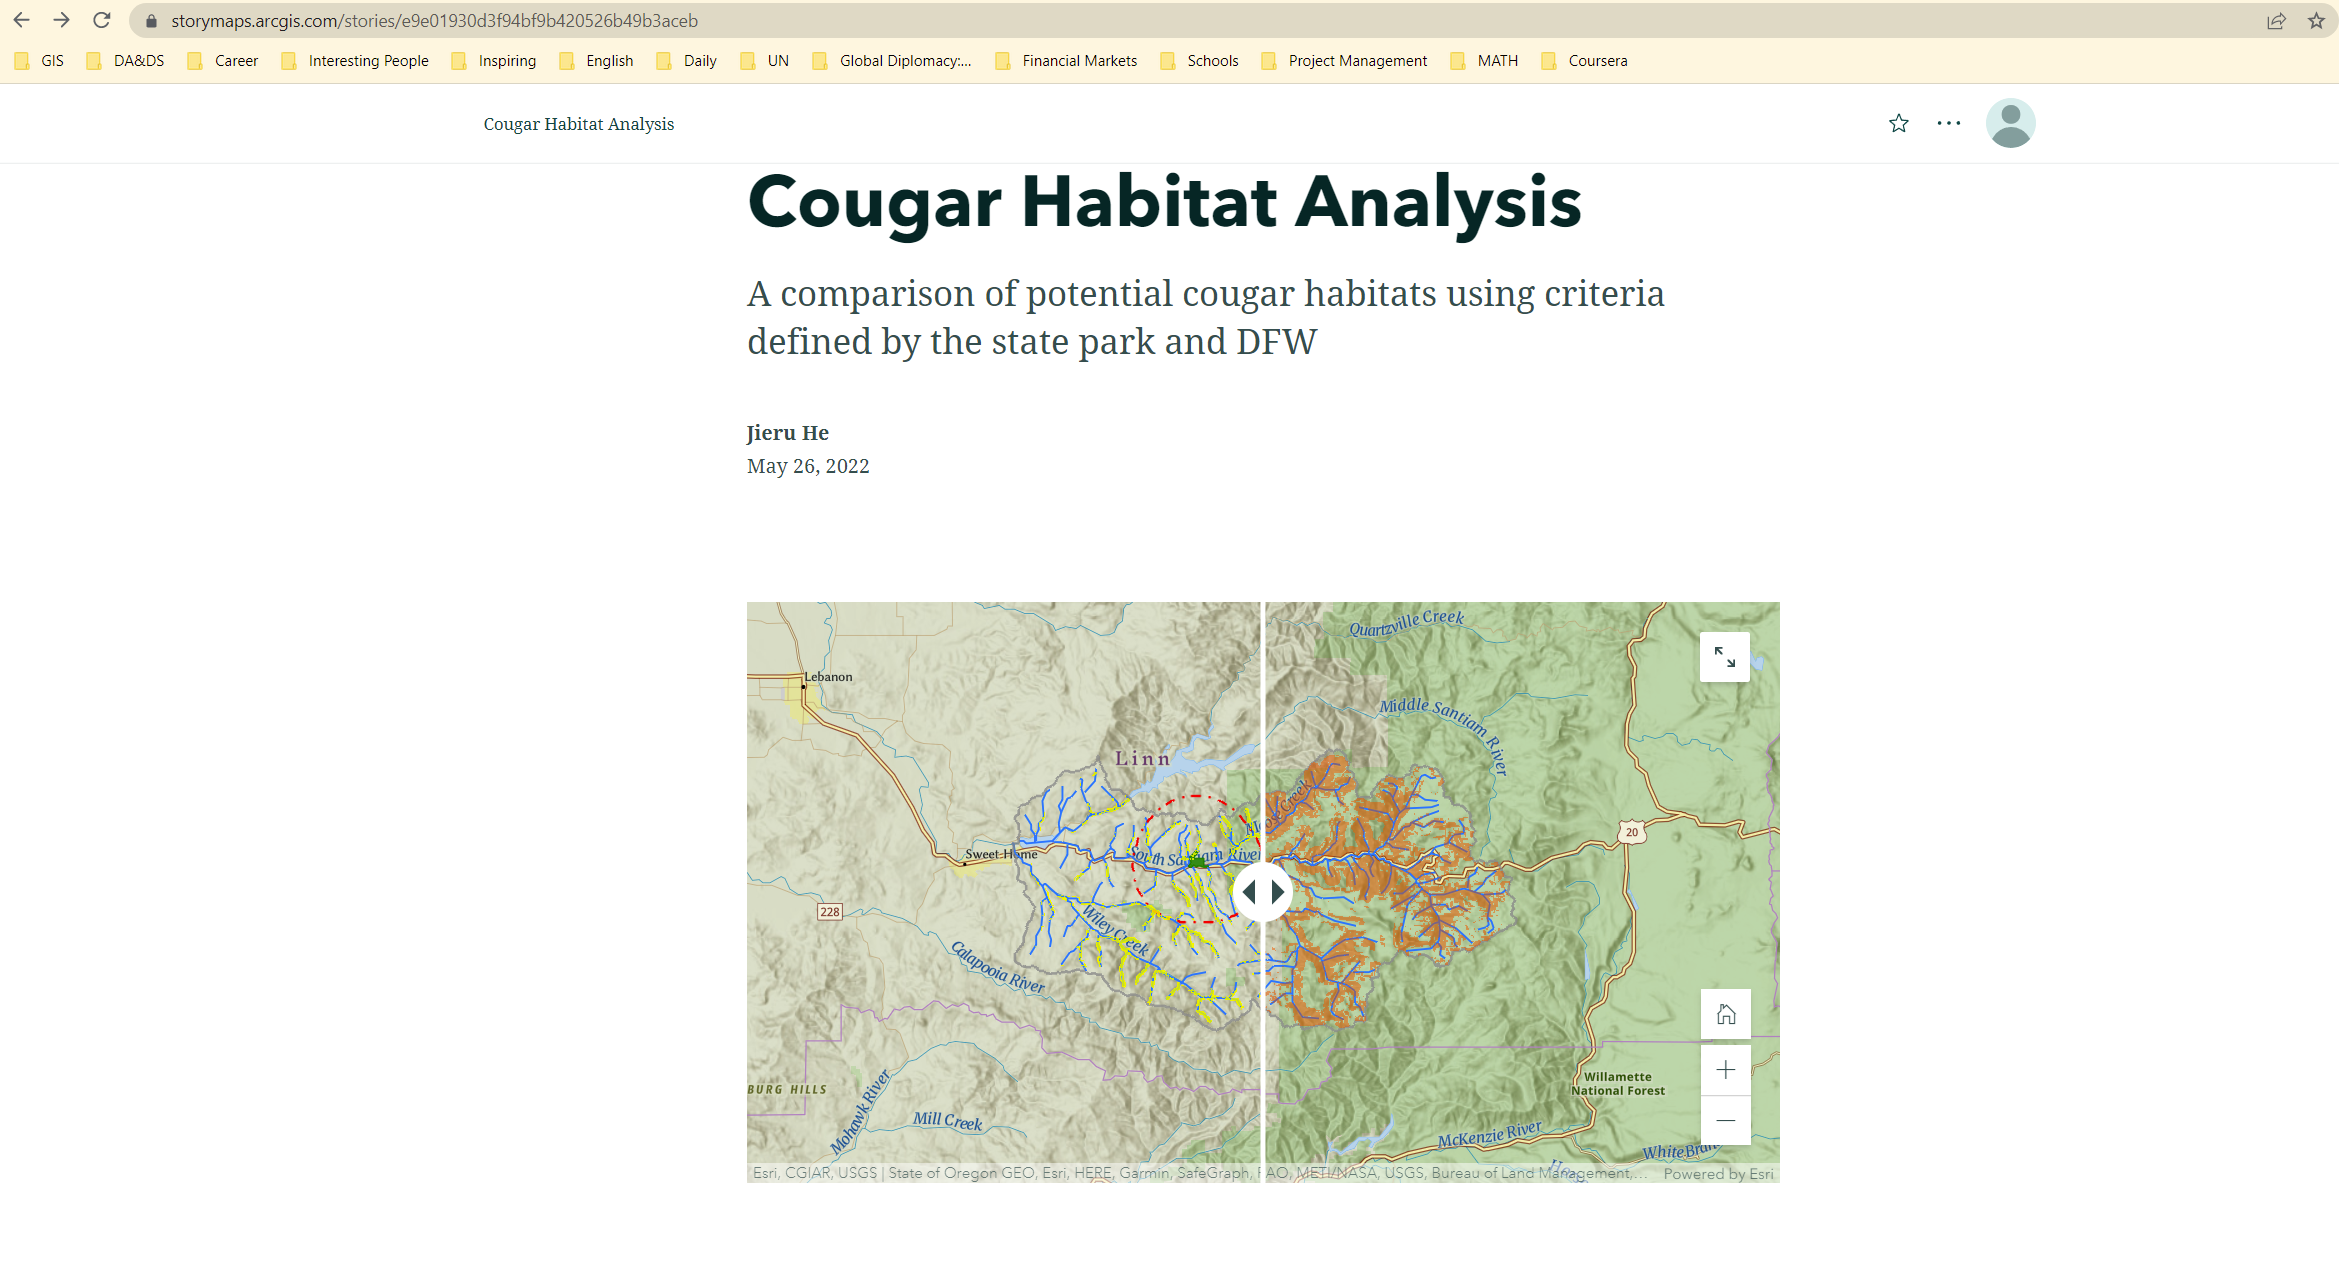 storymaps.arcgis.com/stories/e9e01930d3f94bf9b420526b49b3aceb
GIS DA&DS Career Interesting People Inspiring English Daily UN Global Diplomacy:... Financial Markets Schools Project Management MATH Coursera
Cougar Habitat Analysis
Cougar Habitat Analysis
A comparison of potential cougar habitats using criteria
defined by the state park and DFW
Jieru He
May 26, 2022
Quartzville Creek
Lebanon
Middle Santiam River
Linn
Moose Creek
20
Sweet Home
South Santiam River
228
Wiley Creek
Calapooia River
Willamette
National Forest
BURG HILLS
Mohawk River
Mill Creek
McKenzie River
White Bran
Esri, CGIAR, USGS | State of Oregon GEO, Esri, HERE, Garmin, SafeGraph, FAO, METI/NASA, USGS, Bureau of Land Management,... Powered by Esri